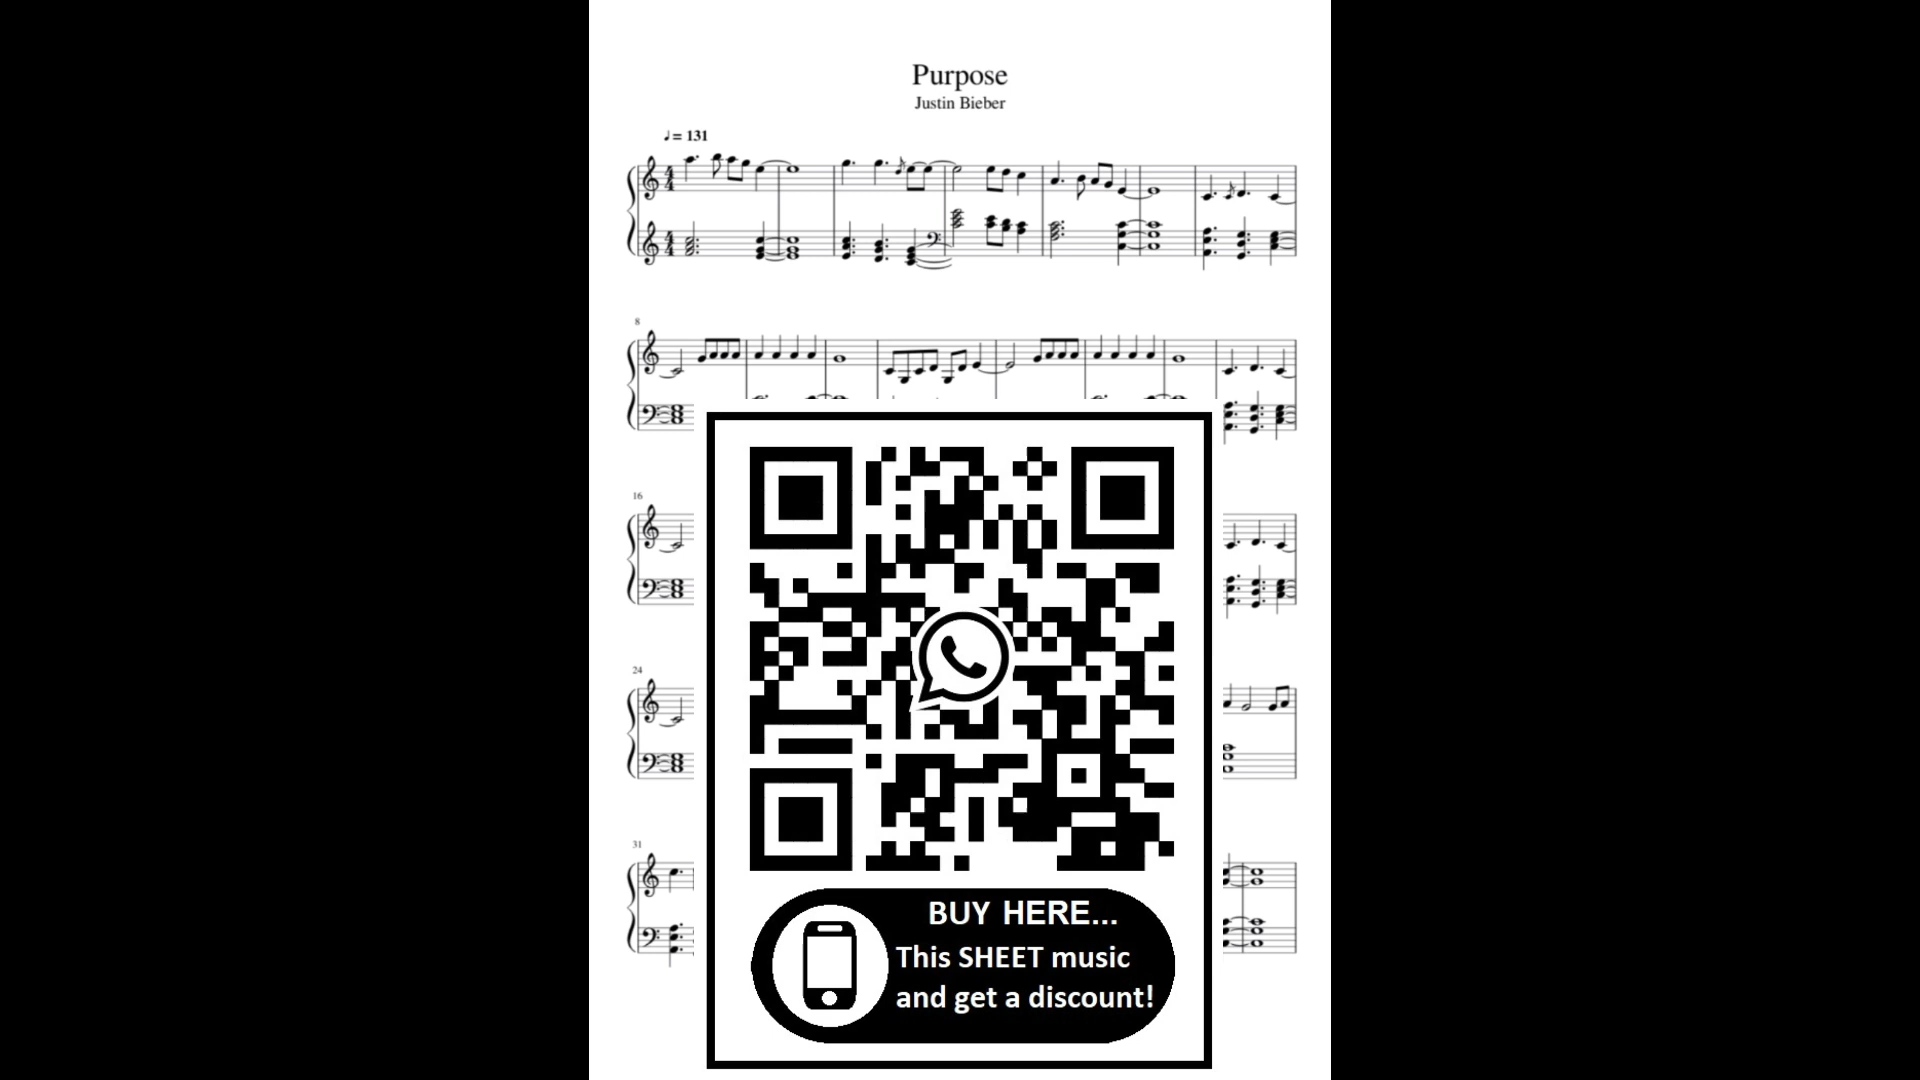 Purpose
Justin Bieber
♩= 131
8
16
24
31
BUY HERE...
This SHEET music
and get a discount!